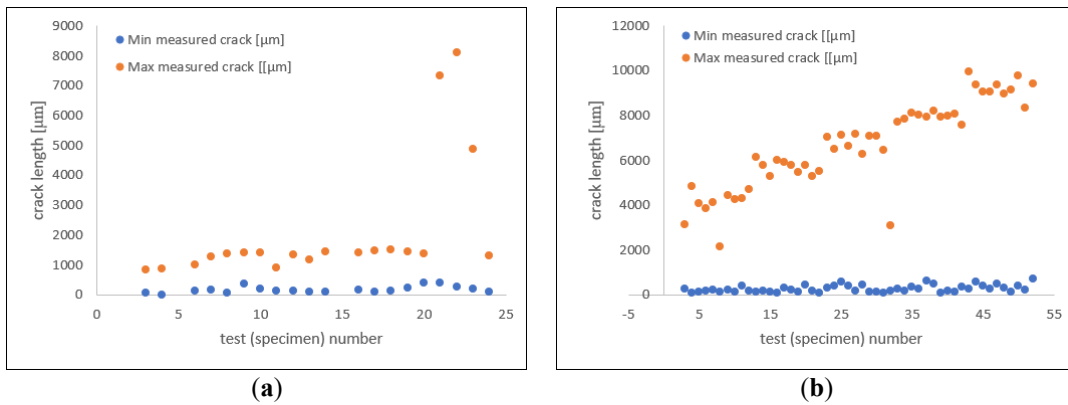 9000
8000
7000
6000
5000
4000
3000
2000
1000
0
crack length [μm]
Min measured crack [μm]
Max measured crack [[μm]
0 5 10 15 20 25
test (specimen) number
(a)
12000
10000
8000
6000
4000
2000
0
crack length [μm]
Min measured crack [[μm]
Max measured crack [[μm]
-5 5 15 25 35 45 55
test (specimen) number
(b)